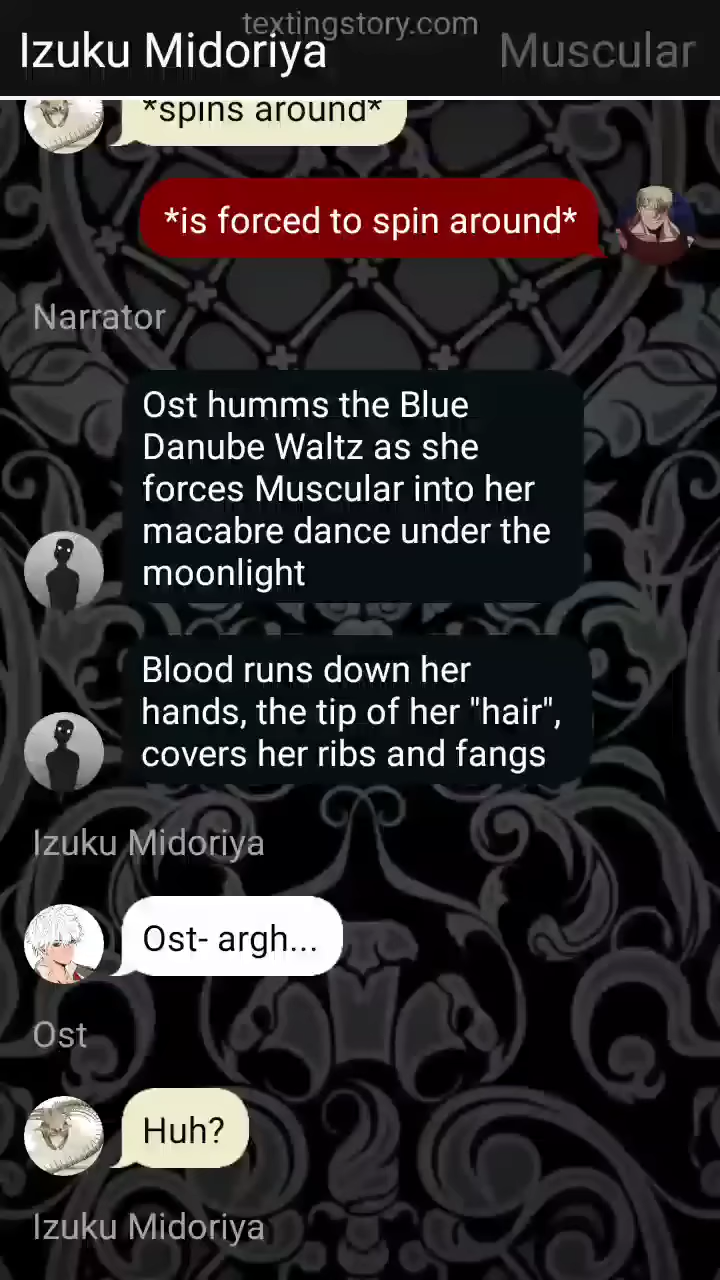 textingstory.com
Izuku Midoriya
Muscular
*spins around*
*is forced to spin around*
Narrator
Ost humms the Blue
Danube Waltz as she
forces Muscular into her
macabre dance under the
moonlight
Blood runs down her
hands, the tip of her "hair",
covers her ribs and fangs
Izuku Midoriya
Ost- argh...
Ost
Huh?
Izuku Midoriya